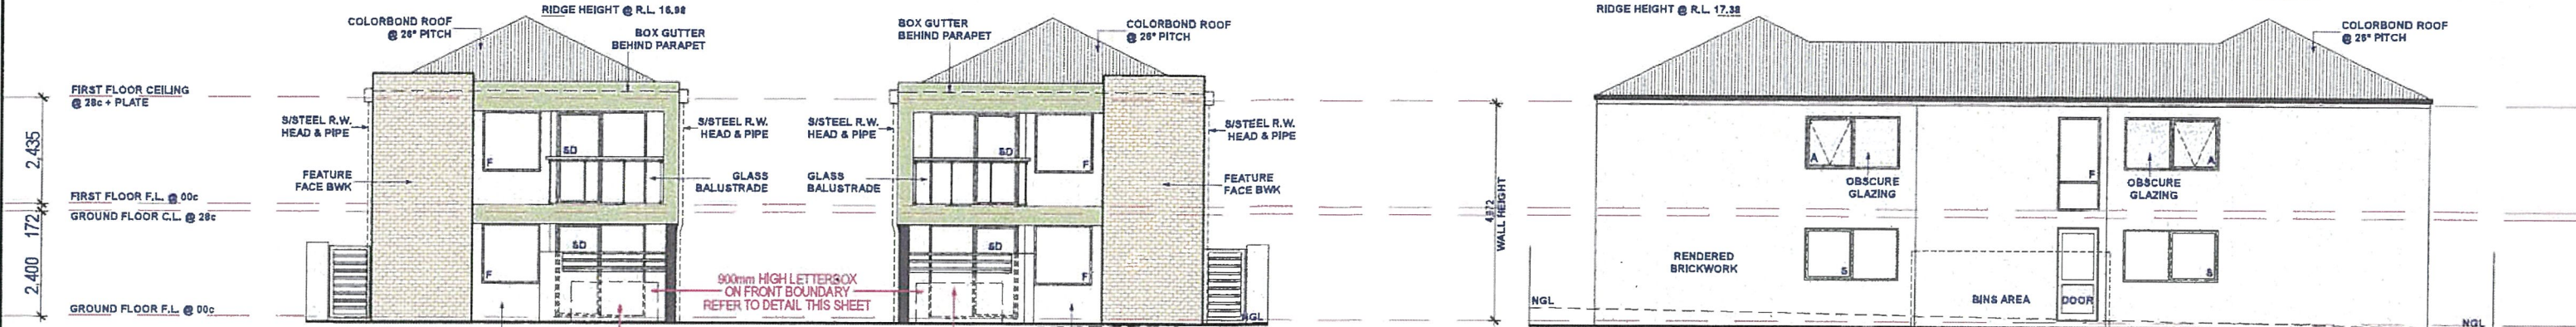 RIDGE HEIGHT @ R.L. 16.98
COLORBOND ROOF
@ 26° PITCH
BOX GUTTER
BEHIND PARAPET
BOX GUTTER
BEHIND PARAPET
COLORBOND ROOF
@ 26° PITCH
RIDGE HEIGHT @ R.L. 17.38
COLORBOND ROOF
@ 26° PITCH
FIRST FLOOR CEILING
@ 28c + PLATE
S/STEEL R.W.
HEAD & PIPE
S/STEEL R.W.
HEAD & PIPE
S/STEEL R.W.
HEAD & PIPE
S/STEEL R.W.
HEAD & PIPE
2,435
F
SD
SD
F
A
F
A
FEATURE
FACE BWK
GLASS
BALUSTRADE
GLASS
BALUSTRADE
FEATURE
FACE BWK
OBSCURE
GLAZING
OBSCURE
GLAZING
FIRST FLOOR F.L. @ 00c
172
GROUND FLOOR C.L. @ 28c
WALL HEIGHT
2,400
SD
F
SD
F
RENDERED
BRICKWORK
S
S
900mm HIGH LETTERBOX
ON FRONT BOUNDARY
REFER TO DETAIL THIS SHEET
NGL
BINS AREA
DOOR
GROUND FLOOR F.L. @ 00c
NGL
NGL